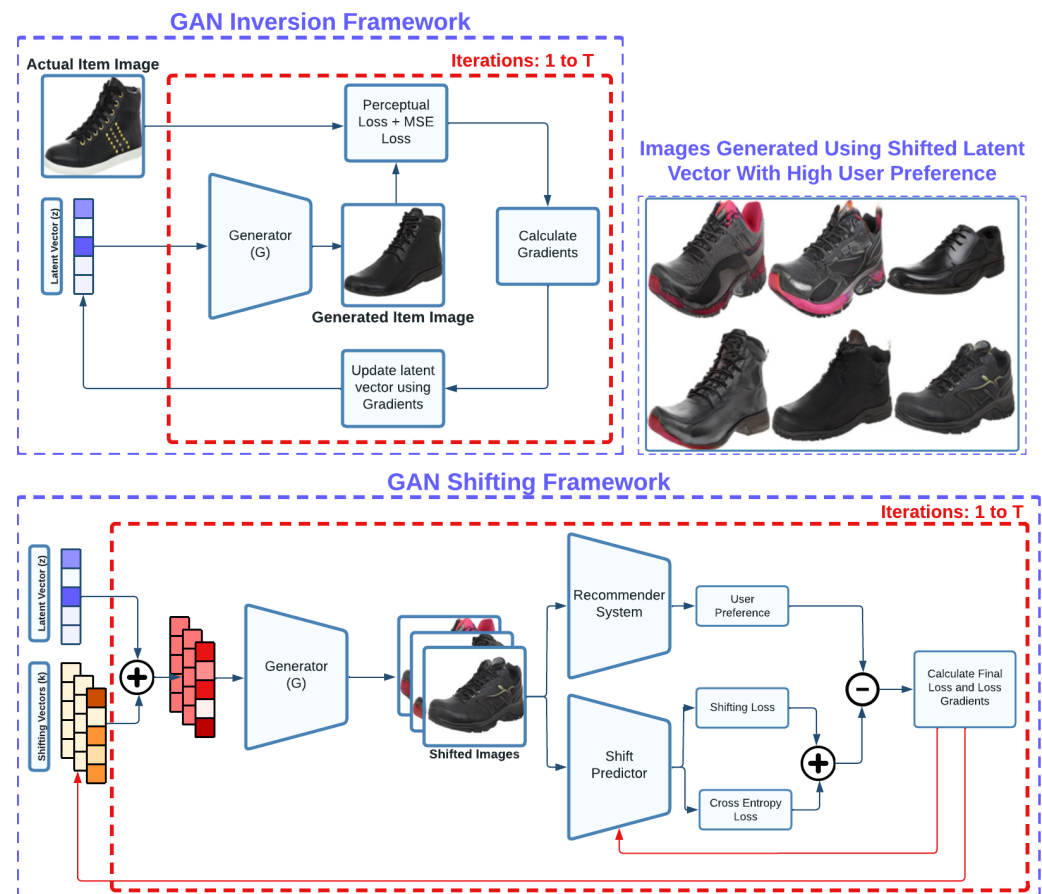 GAN Inversion Framework
Iterations: 1 to T
Actual Item Image
Perceptual
Loss + MSE
Loss
Latent Vector (z)
Generator
(G)
Calculate
Gradients
Generated Item Image
Update latent
vector using
Gradients
Images Generated Using Shifted Latent
Vector With High User Preference
GAN Shifting Framework
Iterations: 1 to T
Latent Vector (z)
Shifting Vectors (k)
Generator
(G)
Shifted Images
Recommender
System
User
Preference
Shift
Predictor
Shifting Loss
Cross Entropy
Loss
Calculate Final
Loss and Loss
Gradients